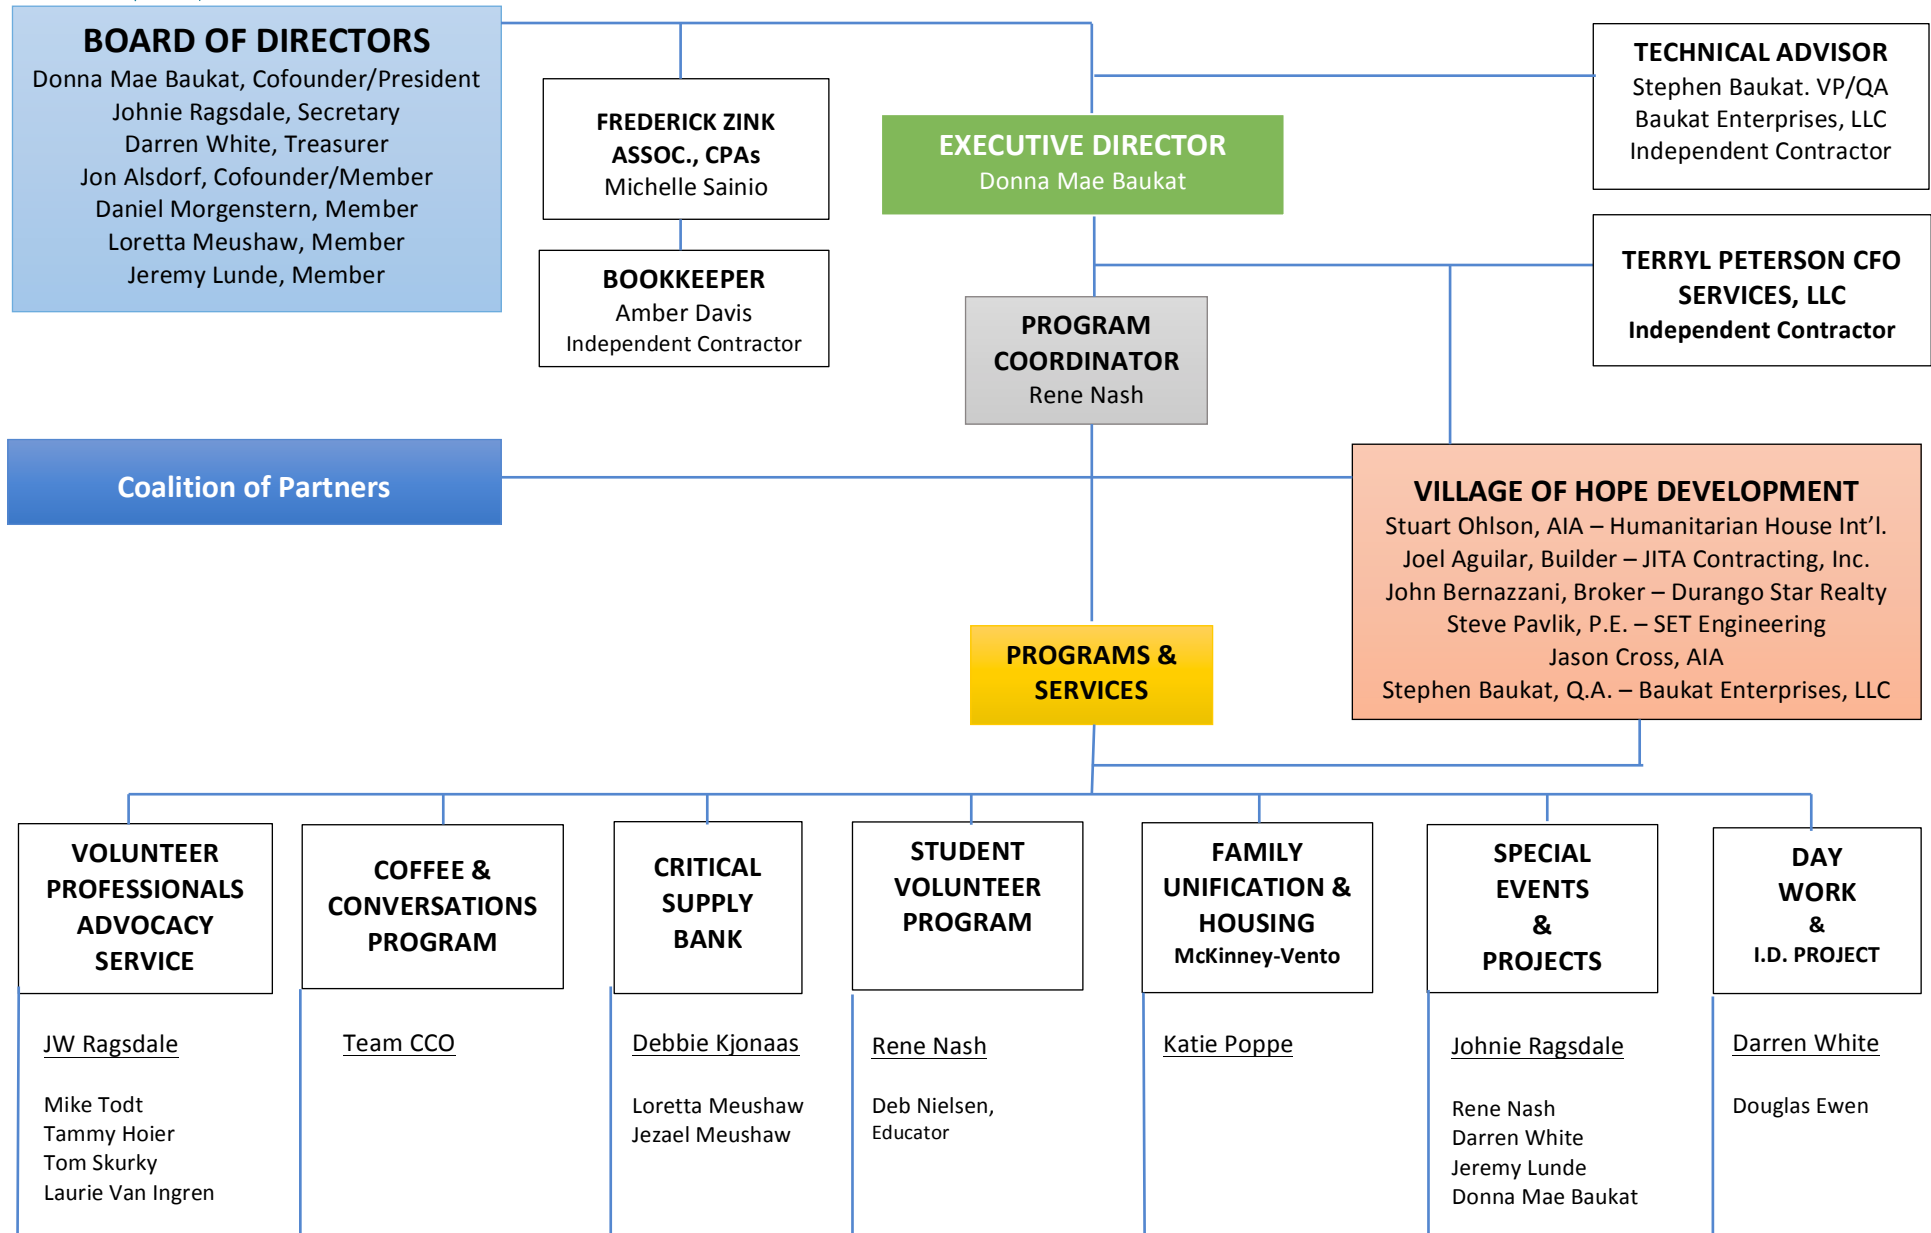 BOARD OF DIRECTORS
Donna Mae Baukat, Cofounder/President
Johnie Ragsdale, Secretary
Darren White, Treasurer
Jon Alsdorf, Cofounder/Member
Daniel Morgenstern, Member
Loretta Meushaw, Member
Jeremy Lunde, Member
FREDERICK ZINK
ASSOC., CPAs
Michelle Sainio
BOOKKEEPER
Amber Davis
Independent Contractor
EXECUTIVE DIRECTOR
Donna Mae Baukat
TECHNICAL ADVISOR
Stephen Baukat. VP/QA
Baukat Enterprises, LLC
Independent Contractor
TERRYL PETERSON CFO
SERVICES, LLC
Independent Contractor
PROGRAM
COORDINATOR
Rene Nash
Coalition of Partners
VILLAGE OF HOPE DEVELOPMENT
Stuart Ohlson, AIA – Humanitarian House Int’l.
Joel Aguilar, Builder – JITA Contracting, Inc.
John Bernazzani, Broker – Durango Star Realty
Steve Pavlik, P.E. – SET Engineering
Jason Cross, AIA
Stephen Baukat, Q.A. – Baukat Enterprises, LLC
PROGRAMS &
SERVICES
VOLUNTEER
PROFESSIONALS
ADVOCACY
SERVICE
JW Ragsdale
Mike Todt
Tammy Hoier
Tom Skurky
Laurie Van Ingren
COFFEE &
CONVERSATIONS
PROGRAM
Team CCO
CRITICAL
SUPPLY
BANK
Debbie Kjonaas
Loretta Meushaw
Jezael Meushaw
STUDENT
VOLUNTEER
PROGRAM
Rene Nash
Deb Nielsen,
Educator
FAMILY
UNIFICATION &
HOUSING
McKinney-Vento
Katie Poppe
SPECIAL
EVENTS
&
PROJECTS
Johnie Ragsdale
Rene Nash
Darren White
Jeremy Lunde
Donna Mae Baukat
DAY
WORK
&
I.D. PROJECT
Darren White
Douglas Ewen